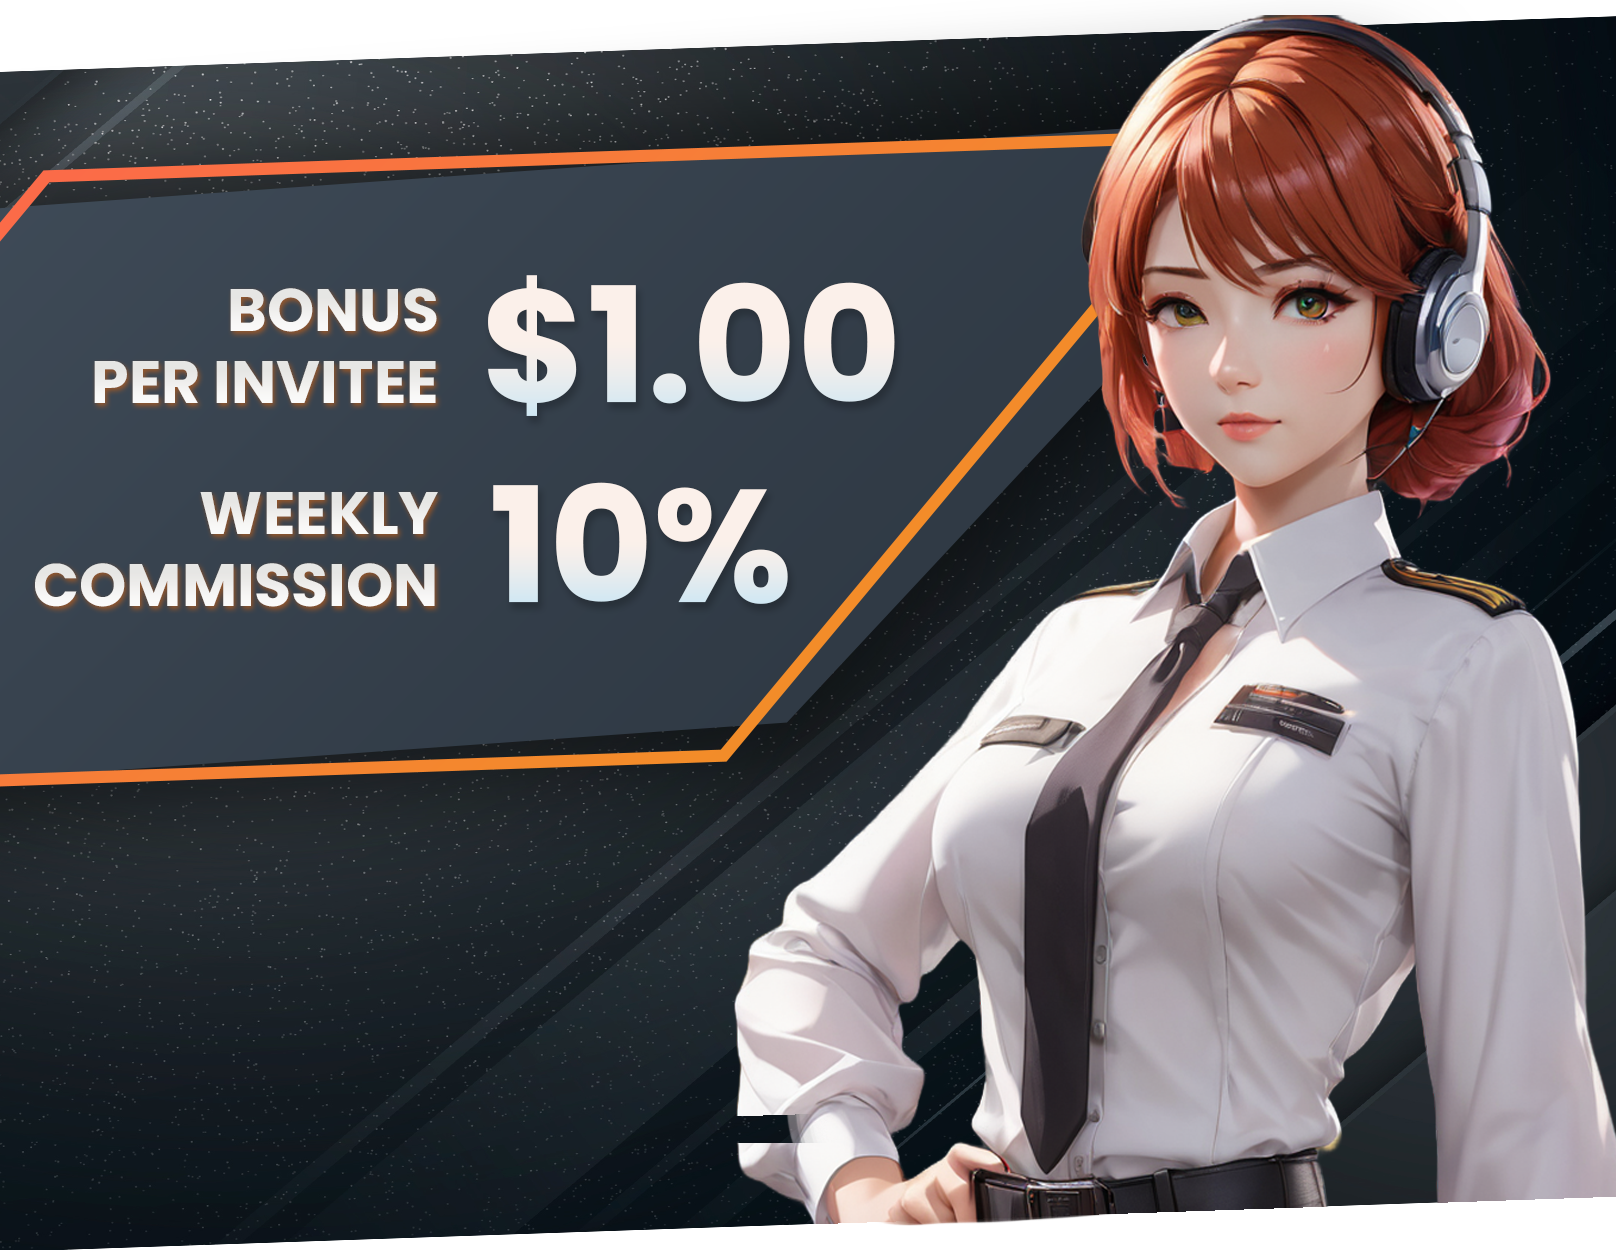 BONUS
PER INVITEE
$1.00
WEEKLY
COMMISSION
10%